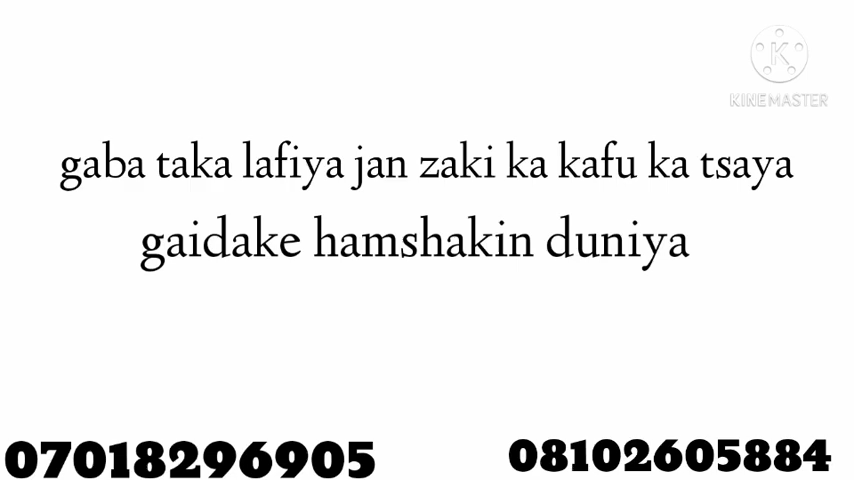 K
KINEMASTER
gaba taka lafiya jan zaki ka kafu ka tsaya
gaidake hamshakin duniya
07018296905
08102605884